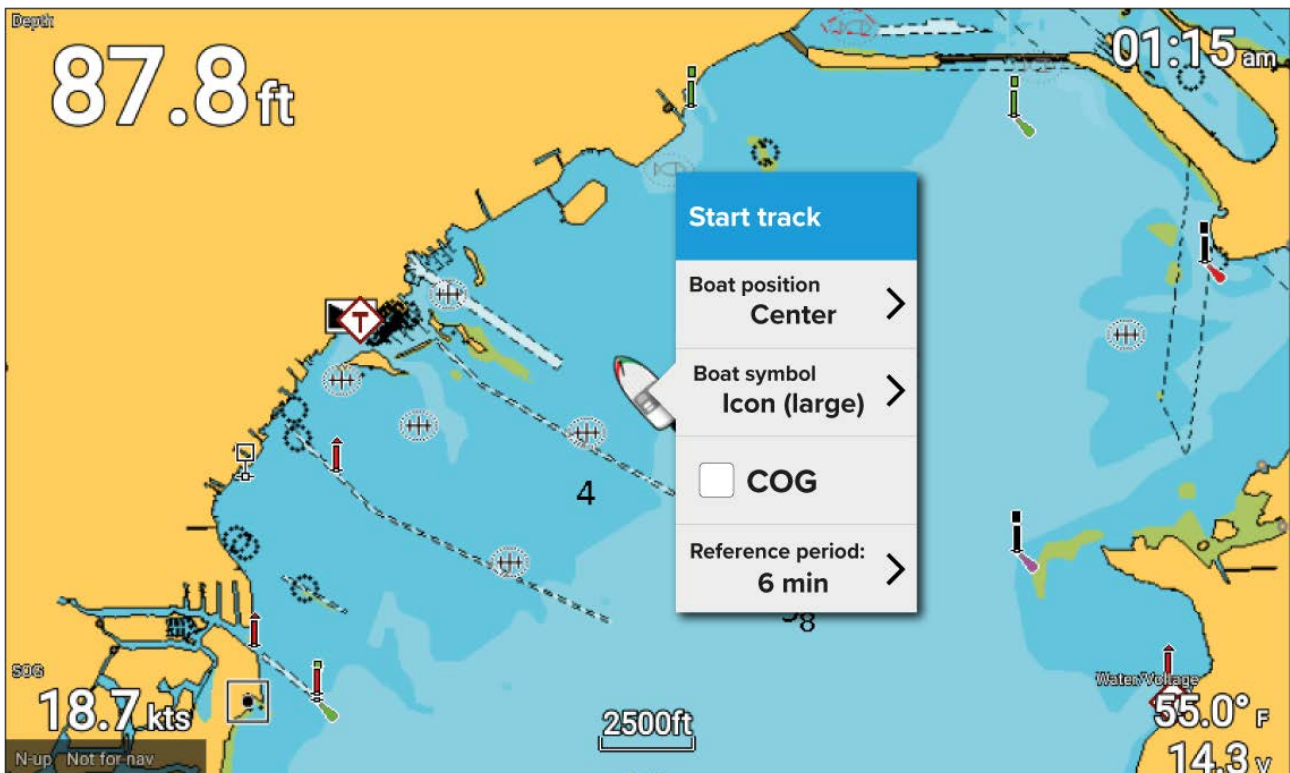 Depth
87.8 ft
01:15 am
Start track
Boat position
Center
T
Boat symbol
Icon (large)
COG
4
Reference period:
6 min
8
SOG
18.7 kts
Water/Voltage
55.0° F
2500ft
14.3 V
N-up Not for nav